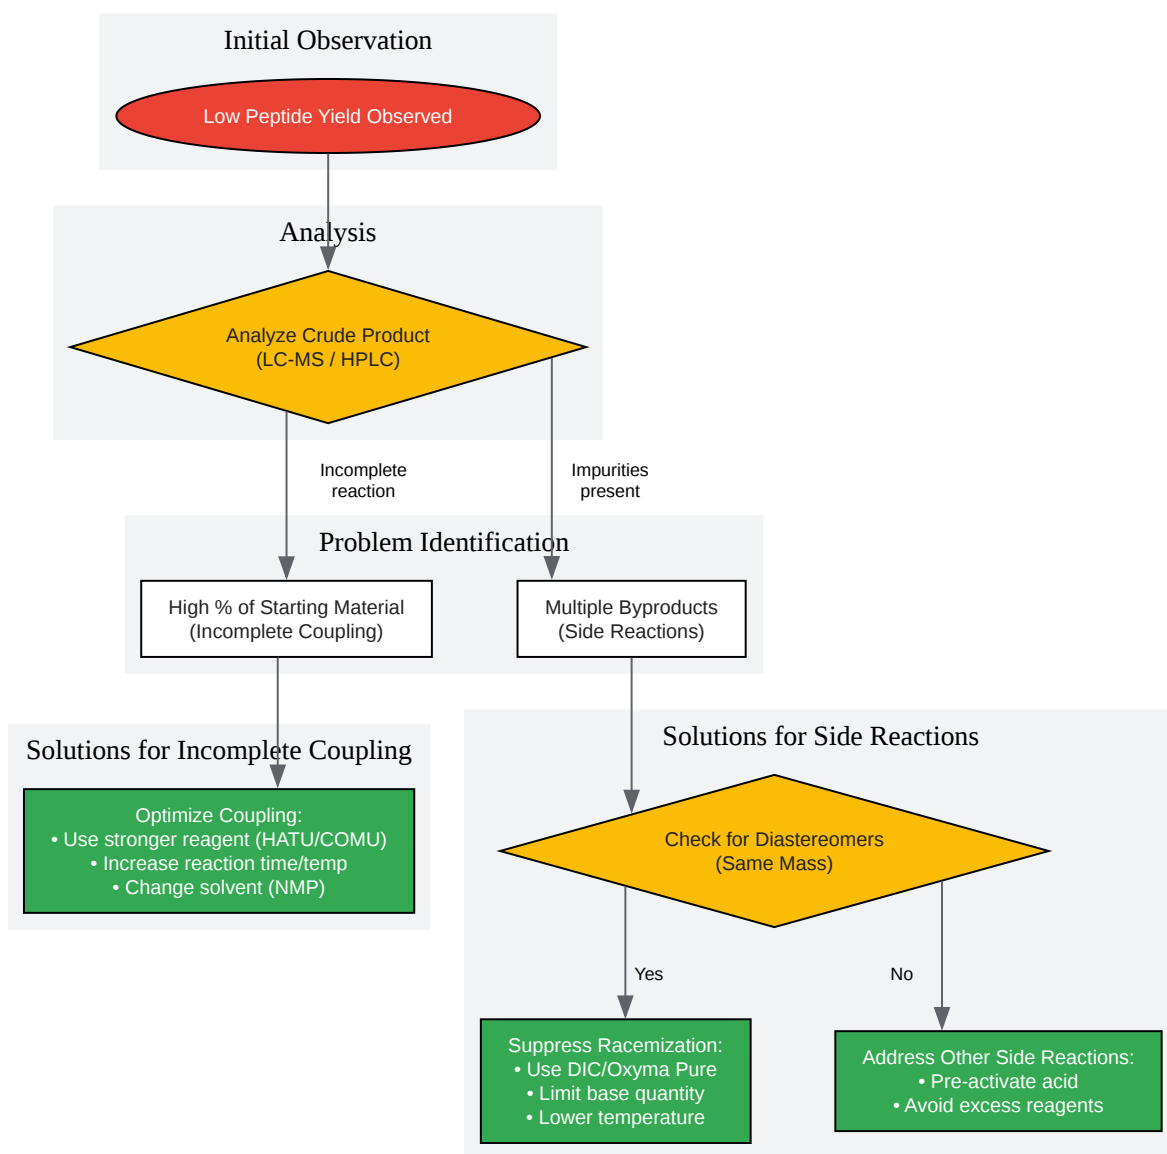 Initial Observation
Low Peptide Yield Observed
Analysis
Analyze Crude Product
(LC-MS / HPLC)
Incomplete
reaction
Impurities
present
Problem Identification
High % of Starting Material
(Incomplete Coupling)
Multiple Byproducts
(Side Reactions)
Solutions for Incomplete Coupling
Optimize Coupling:
• Use stronger reagent (HATU/COMU)
• Increase reaction time/temp
• Change solvent (NMP)
Solutions for Side Reactions
Check for Diastereomers
(Same Mass)
Yes
No
Suppress Racemization:
• Use DIC/Oxyma Pure
• Limit base quantity
• Lower temperature
Address Other Side Reactions:
• Pre-activate acid
• Avoid excess reagents